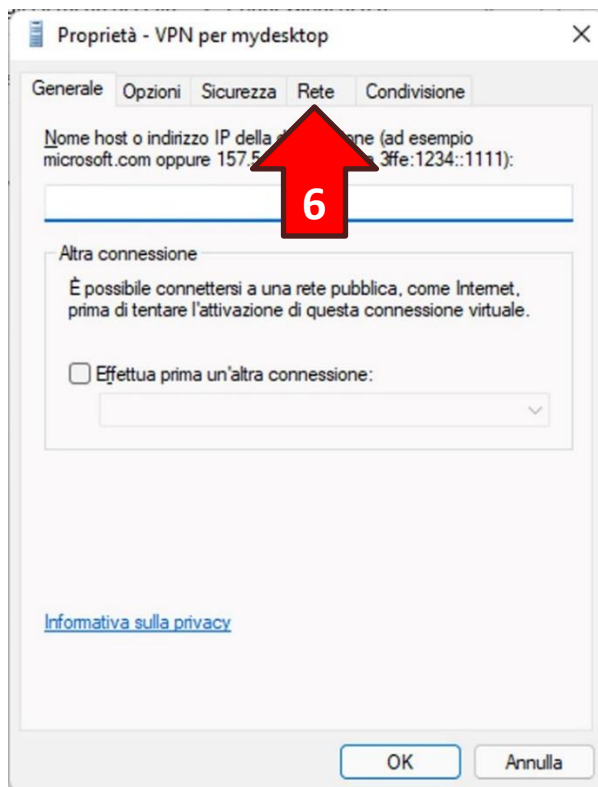 Proprietà - VPN per mydesktop
Generale Opzioni Sicurezza Rete Condivisione
Nome host o indirizzo IP della ne (ad esempio
microsoft.com oppure 157.5 3ffe:1234::1111):
6
Altra connessione
È possibile connettersi a una rete pubblica, come Internet,
prima di tentare l'attivazione di questa connessione virtuale.
Effettua prima un'altra connessione:
Informativa sulla privacy
OK Annulla